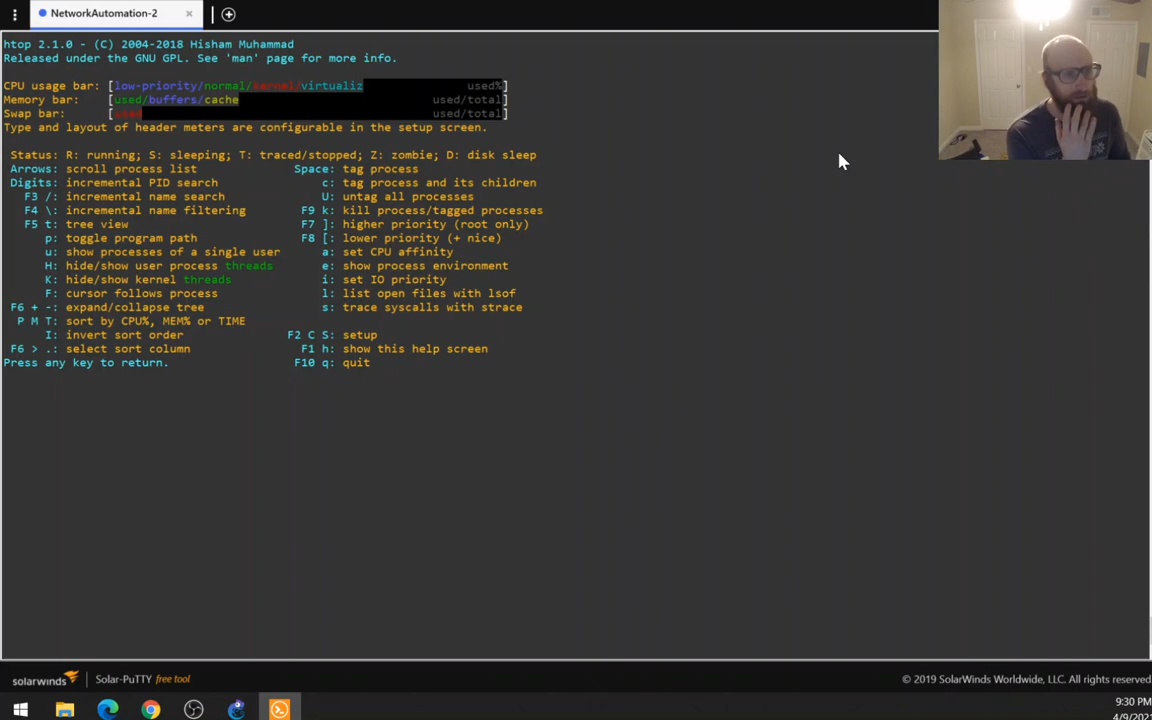 NetworkAutomation-2
htop 2.1.0 - (C) 2004-2018 Hisham Muhammad
Released under the GNU GPL. See 'man' page for more info.
CPU usage bar: [low-priority/normal/kernel/virtualiz used%]
Memory bar: [used/buffers/cache used/total]
Swap bar: [used used/total]
Type and layout of header meters are configurable in the setup screen.
Status: R: running; S: sleeping; T: traced/stopped; Z: zombie; D: disk sleep
Arrows: scroll process list Space: tag process
Digits: incremental PID search c: tag process and its children
F3 /: incremental name search U: untag all processes
F4 \: incremental name filtering F9 k: kill process/tagged processes
F5 t: tree view F7 ]: higher priority (root only)
p: toggle program path F8 [: lower priority (+ nice)
u: show processes of a single user a: set CPU affinity
H: hide/show user process threads e: show process environment
K: hide/show kernel threads i: set IO priority
F: cursor follows process l: list open files with lsof
F6 + -: expand/collapse tree s: trace syscalls with strace
P M T: sort by CPU%, MEM% or TIME
I: invert sort order F2 C S: setup
F6 > .: select sort column F1 h: show this help screen
Press any key to return. F10 q: quit
solarwinds Solar-PuTTY free tool © 2019 SolarWinds Worldwide, LLC. All rights reserved.
9:30 PM